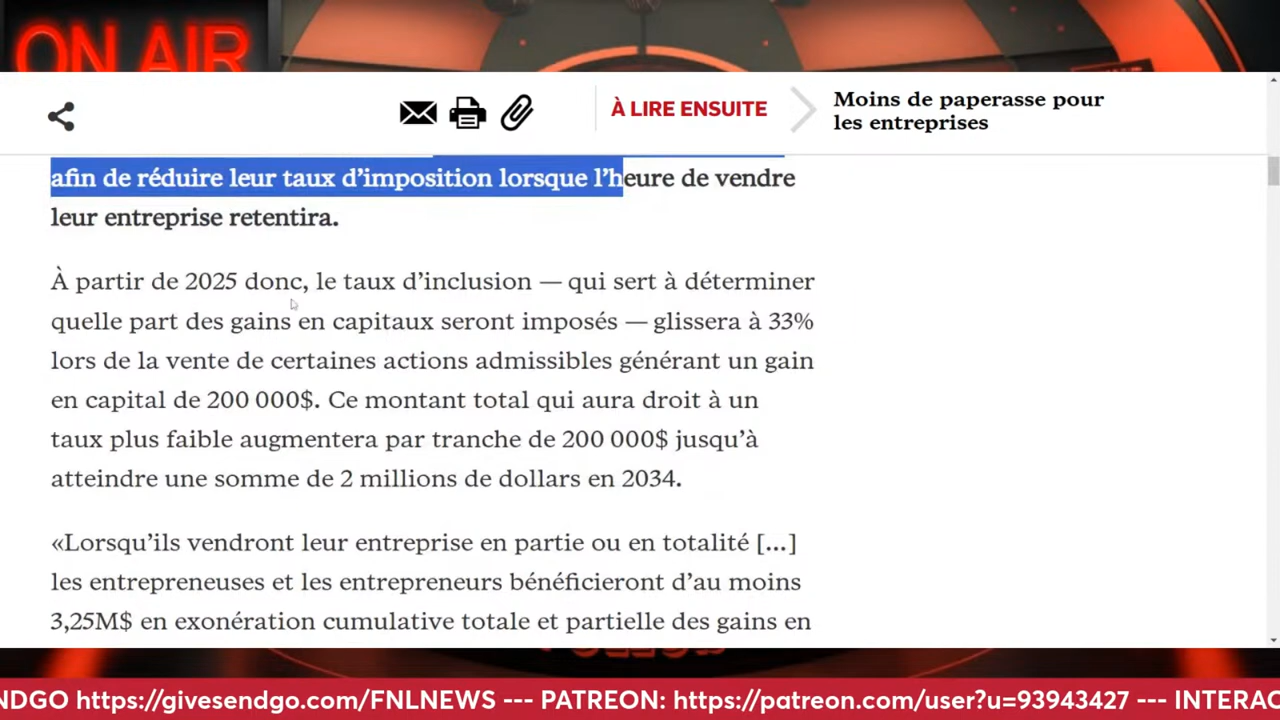 ON AIR
À LIRE ENSUITE
Moins de paperasse pour
les entreprises
afin de réduire leur taux d’imposition lorsque l’heure de vendre
leur entreprise retentira.
À partir de 2025 donc, le taux d’inclusion — qui sert à déterminer
quelle part des gains en capitaux seront imposés — glissera à 33%
lors de la vente de certaines actions admissibles générant un gain
en capital de 200 000$. Ce montant total qui aura droit à un
taux plus faible augmentera par tranche de 200 000$ jusqu’à
atteindre une somme de 2 millions de dollars en 2034.
«Lorsqu’ils vendront leur entreprise en partie ou en totalité [...]
les entrepreneuses et les entrepreneurs bénéficieront d’au moins
3,25M$ en exonération cumulative totale et partielle des gains en
NDGO https://givesendgo.com/FNLNEWS --- PATREON: https://patreon.com/user?u=93943427 --- INTERAC